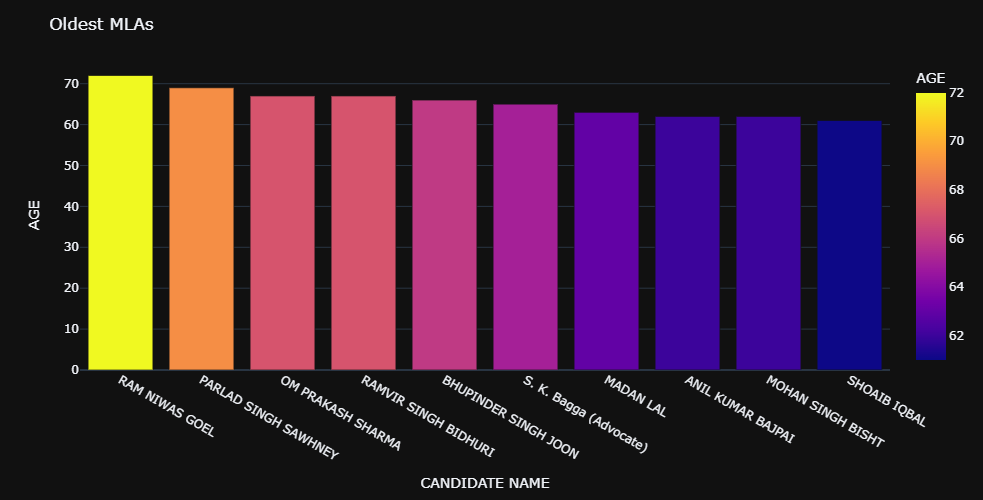 Oldest MLAs
AGE
70
60
50
40
30
20
10
0
RAM NIWAS GOEL
PARLAD SINGH SAWHNEY
OM PRAKASH SHARMA
RAMVIR SINGH BIDHURI
BHUPINDER SINGH JOON
S. K. Bagga (Advocate)
MADAN LAL
ANIL KUMAR BAJPAI
MOHAN SINGH BISHT
SHOAIB IQBAL
CANDIDATE NAME
AGE
72
70
68
66
64
62